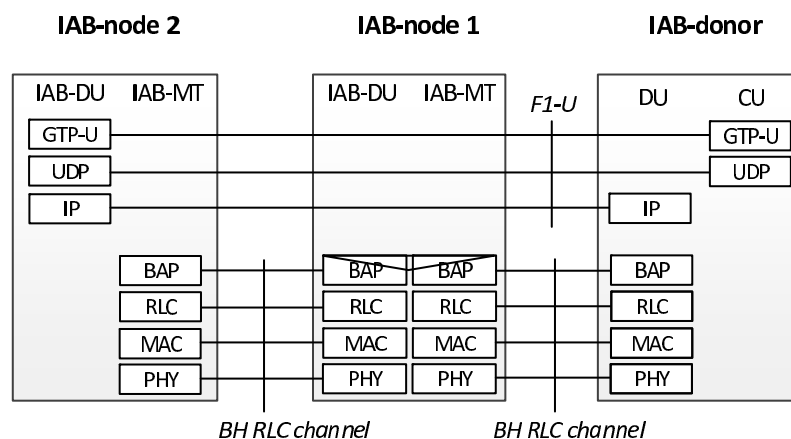 IAB-node 2 IAB-node 1 IAB-donor
IAB-DU IAB-MT IAB-DU IAB-MT F1-U DU CU
GTP-U GTP-U
UDP UDP
IP IP
BAP BAP BAP BAP
RLC RLC RLC RLC
MAC MAC MAC MAC
PHY PHY PHY PHY
BH RLC channel BH RLC channel